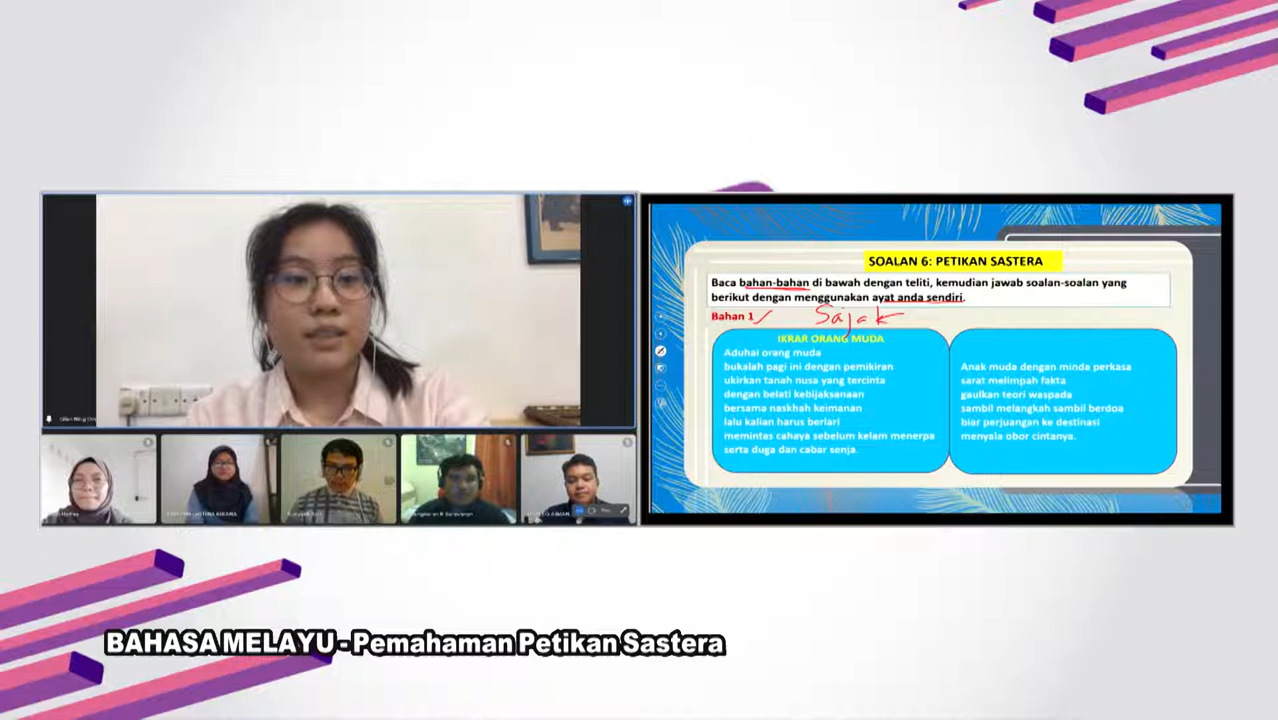 SOALAN 6: PETIKAN SASTERA
Baca bahan-bahan di bawah dengan teliti, kemudian jawab soalan-soalan yang
berikut dengan menggunakan ayat anda sendiri.
Bahan 1
Sajak
IKRAR ORANG MUDA
Aduhai orang muda
bukalah pagi ini dengan pemikiran
ukirkan tanah nusa yang tercinta
dengan belati kebijaksanaan
bersama naskhah keimanan
lalu kalian harus berlari
memintas cahaya sebelum kelam menerpa
serta duga dan cabar senja.
Anak muda dengan minda perkasa
sarat melimpah fakta
gaulkan teori waspada
sambil melangkah sambil berdoa
biar perjuangan ke destinasi
menyala obor cintanya.
BAHASA MELAYU - Pemahaman Petikan Sastera